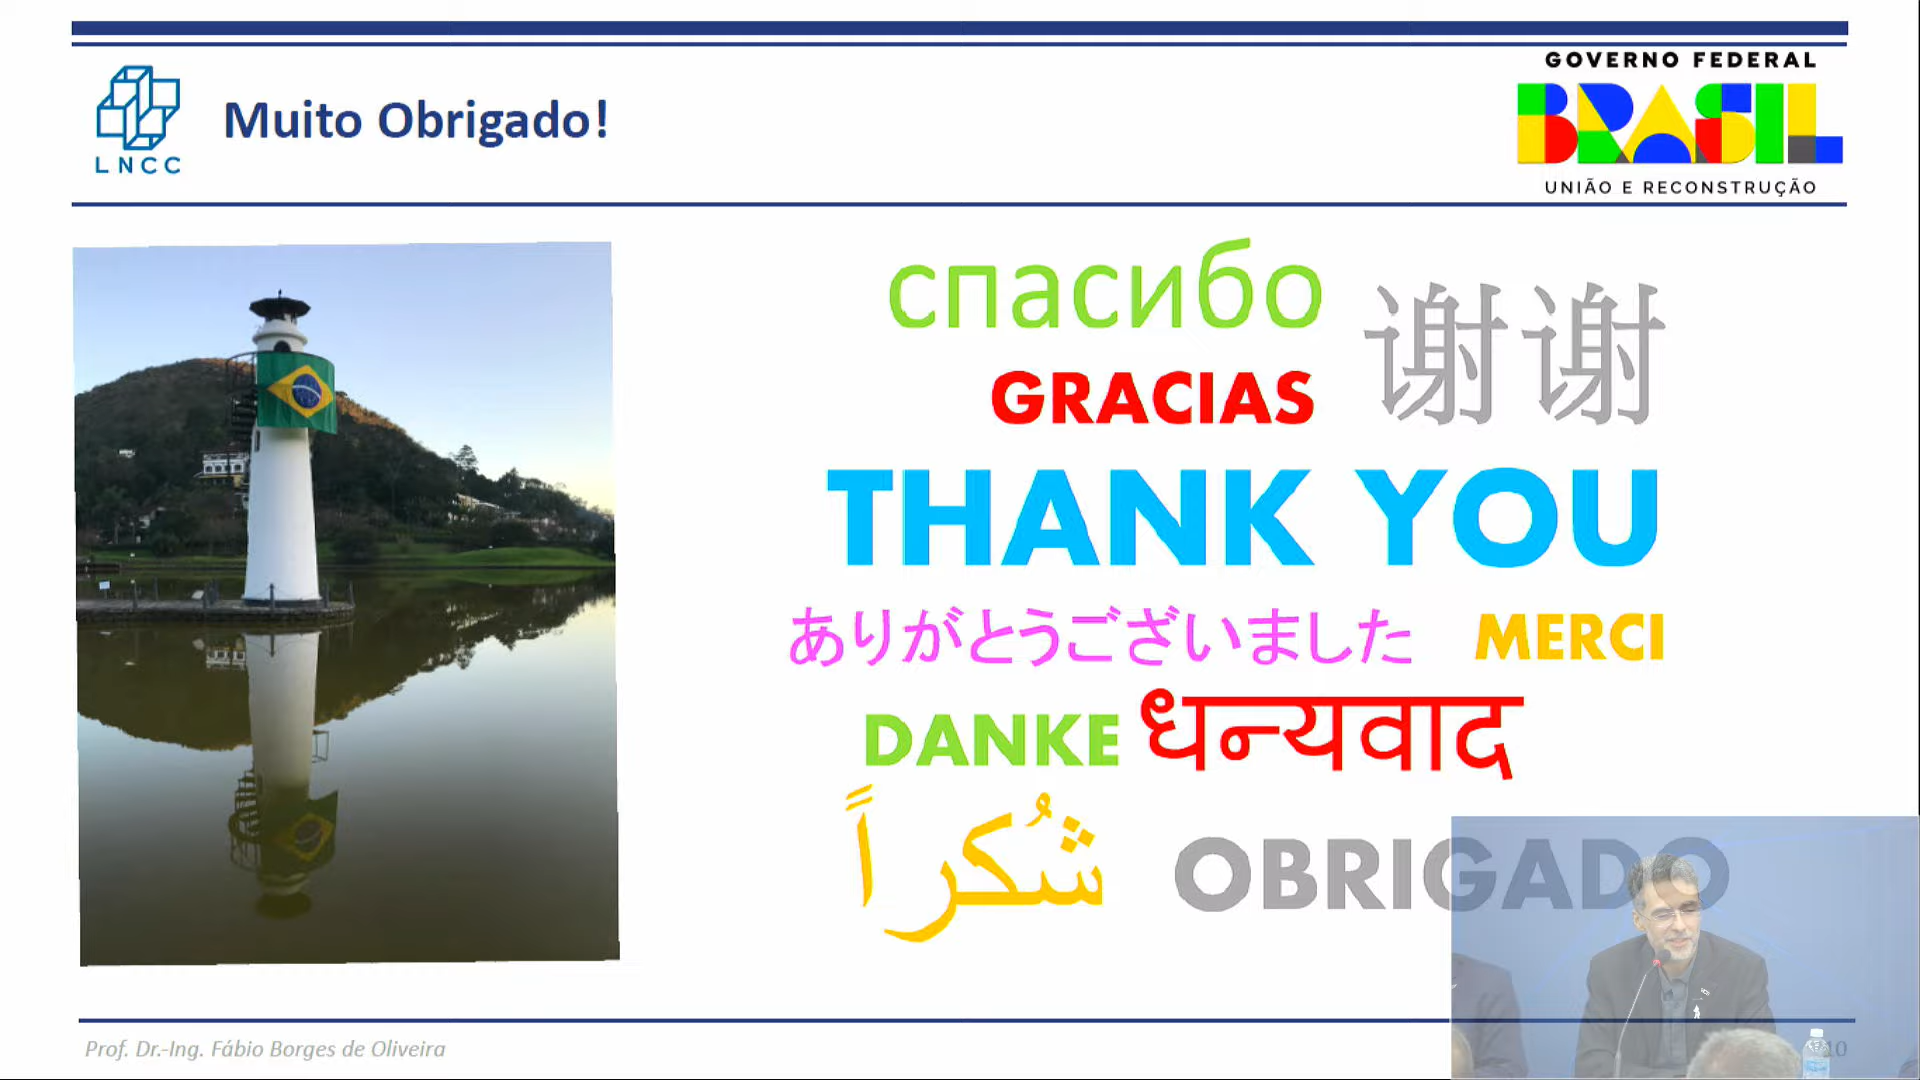 LNCC
Muito Obrigado!
GOVERNO FEDERAL
BRASIL
UNIÃO E RECONSTRUÇÃO
спасибо
谢谢
GRACIAS
THANK YOU
ありがとうございました
MERCI
DANKE
धन्यवाद
شُكراً
OBRIGADO
Prof. Dr.-Ing. Fábio Borges de Oliveira
10